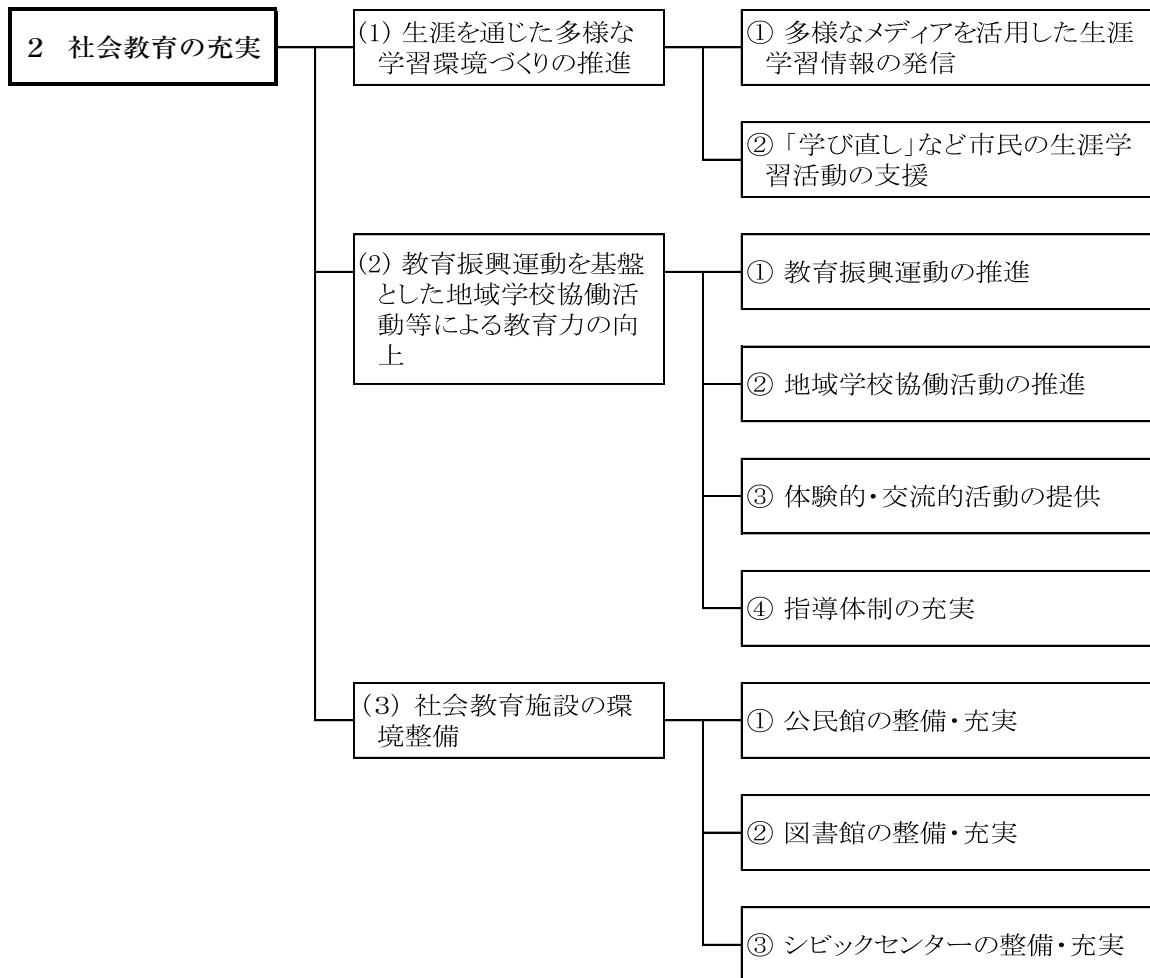 2 社会教育の充実
(1) 生涯を通じた多様な
学習環境づくりの推進
① 多様なメディアを活用した生涯
学習情報の発信
② 「学び直し」など市民の生涯学
習活動の支援
(2) 教育振興運動を基盤
とした地域学校協働活
動等による教育力の向
上
① 教育振興運動の推進
② 地域学校協働活動の推進
③ 体験的・交流的活動の提供
④ 指導体制の充実
(3) 社会教育施設の環
境整備
① 公民館の整備・充実
② 図書館の整備・充実
③ シビックセンターの整備・充実